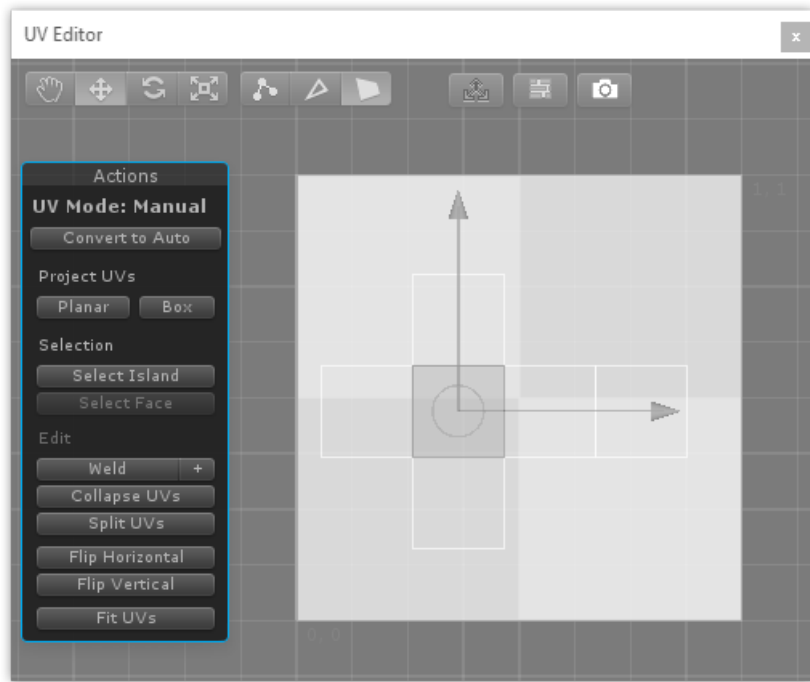 UV Editor
x
Actions
UV Mode: Manual
Convert to Auto
Project UVs
Planar Box
Selection
Select Island
Select Face
Edit
Weld +
Collapse UVs
Split UVs
Flip Horizontal
Flip Vertical
Fit UVs
1, 1
0, 0